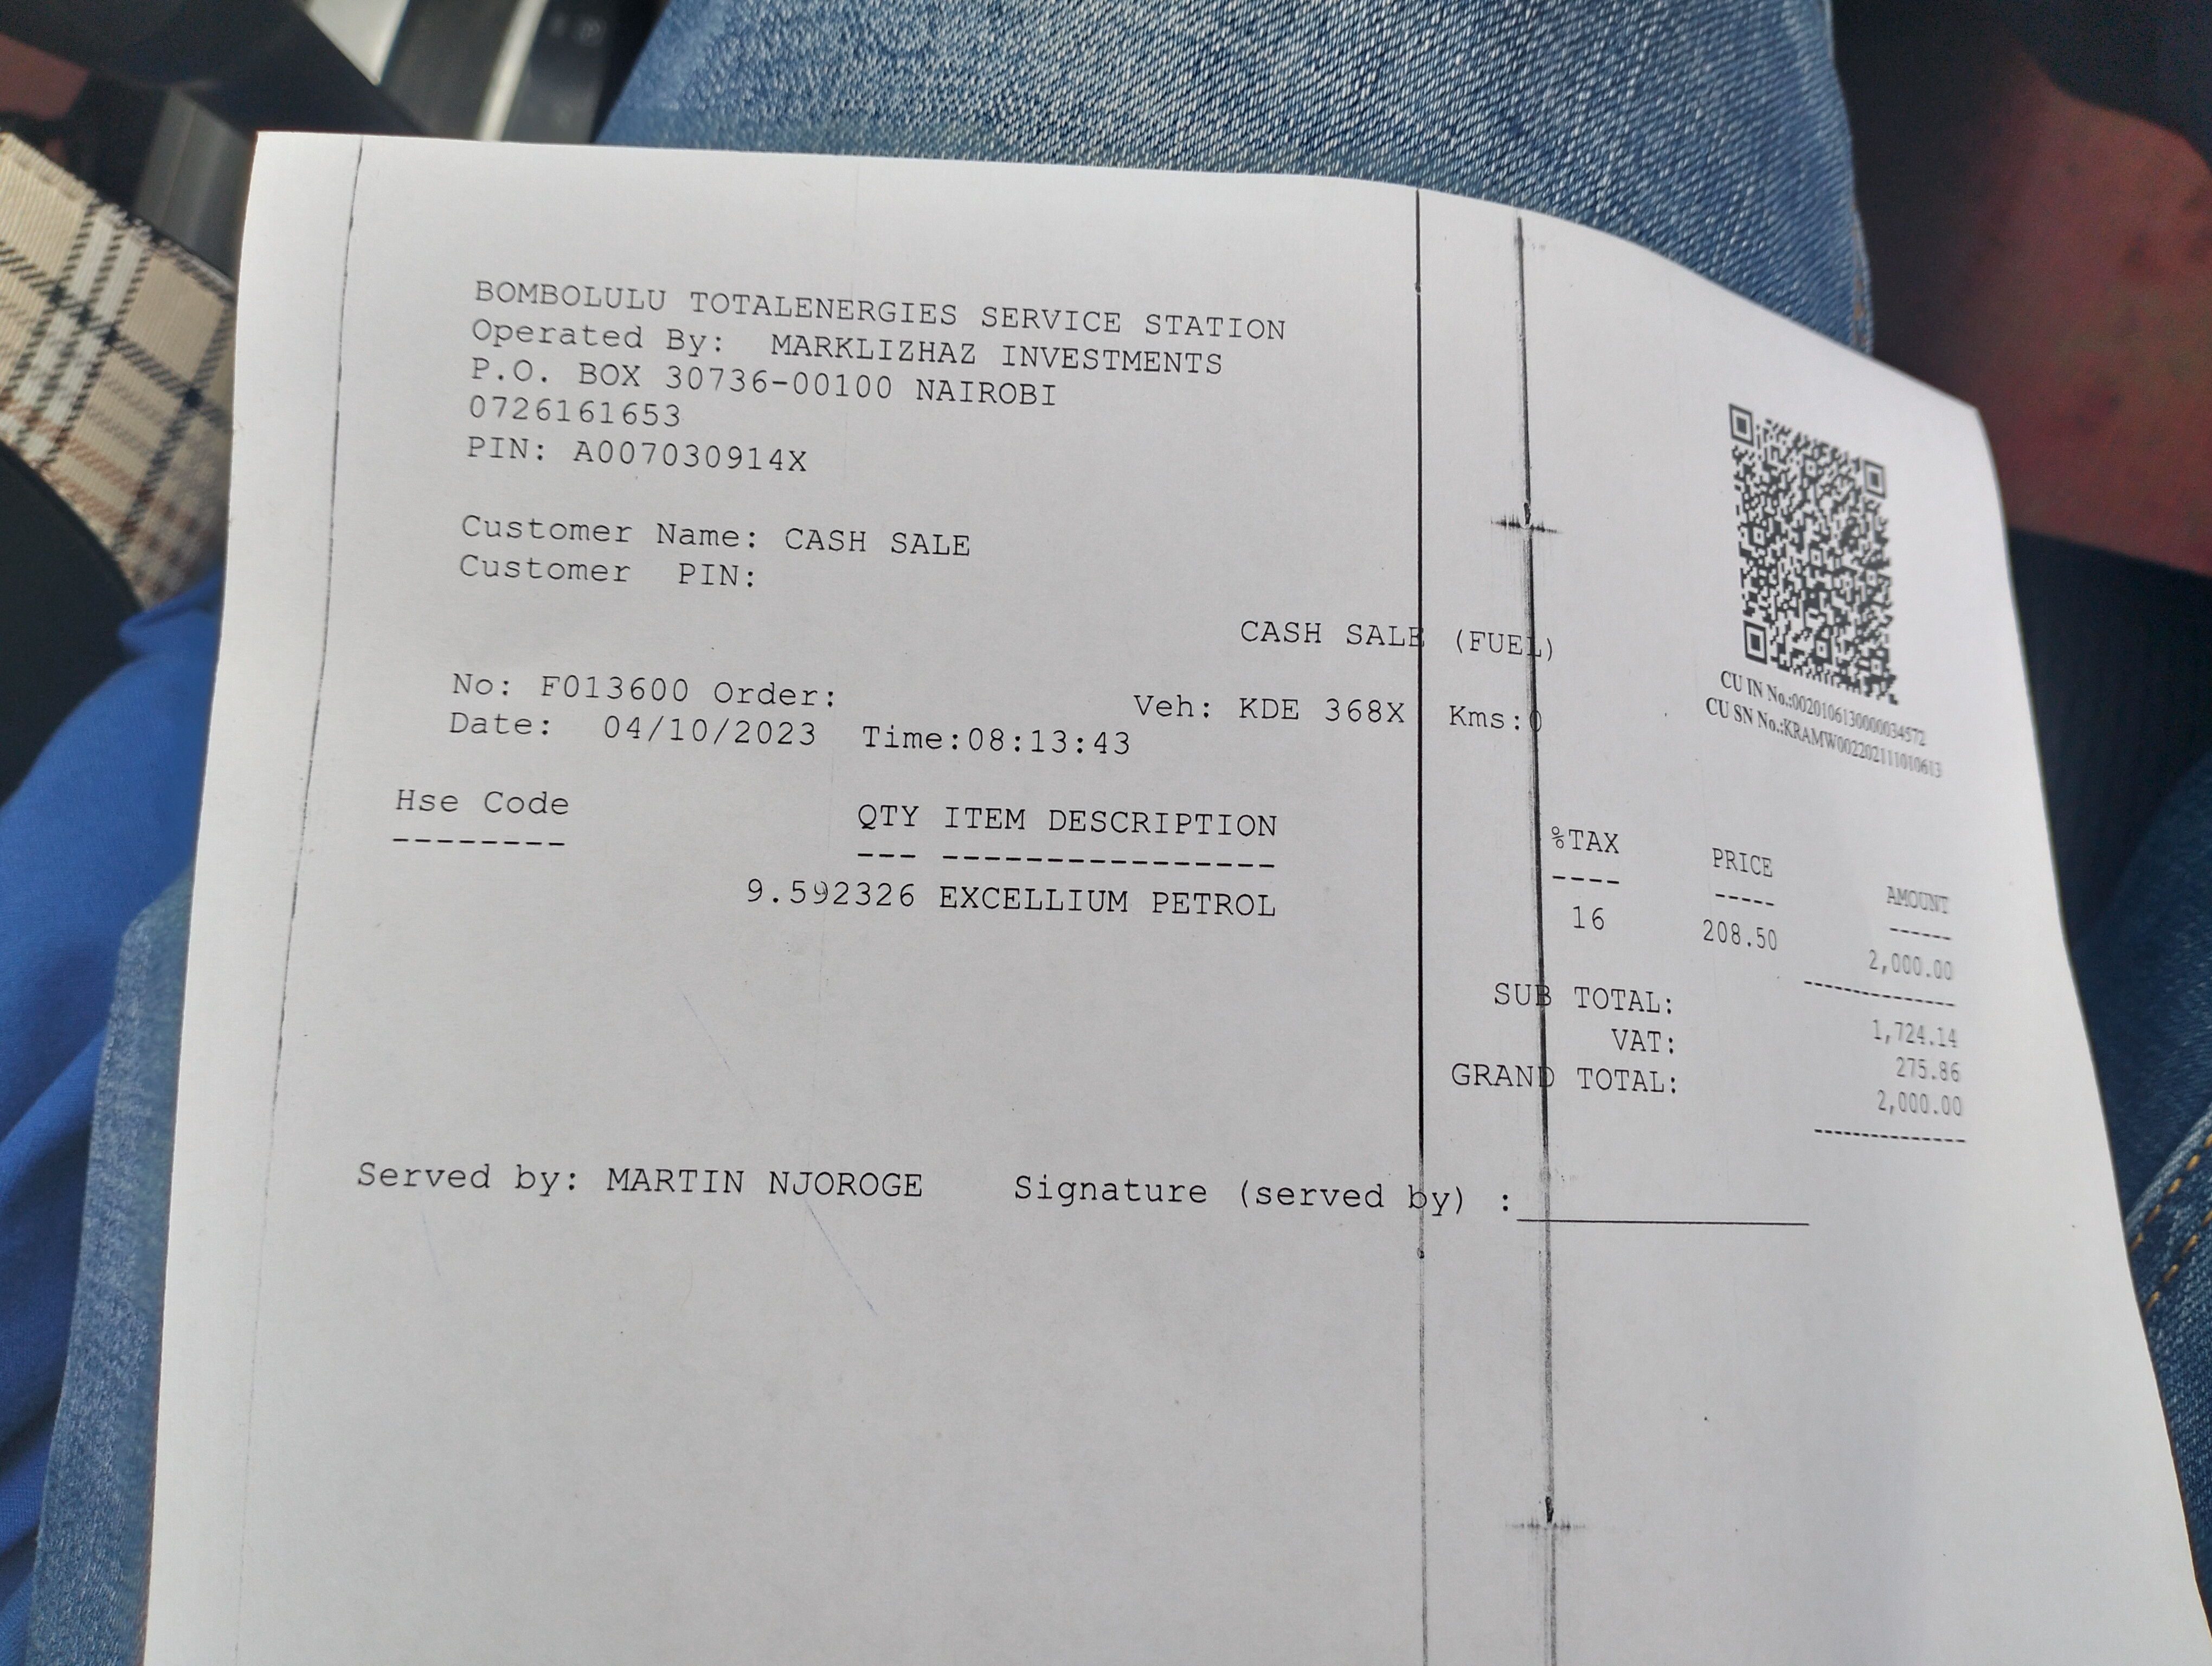 BOMBOLULU TOTALENERGIES SERVICE STATION
Operated By: MARKLIZHAZ INVESTMENTS
P.O. BOX 30736-00100 NAIROBI
0726161653
PIN: A007030914X
Customer Name: CASH SALE
Customer PIN:
CASH SALE (FUEL)
No: F013600 Order: Veh: KDE 368X Kms:0
Date: 04/10/2023 Time:08:13:43
CU IN No.:0020106130000034572
CU SN No.:KRAMW002202111010613
Hse Code QTY ITEM DESCRIPTION %TAX PRICE AMOUNT
-------- --- ---------------- ---- ----- ------
9.592326 EXCELLIUM PETROL 16 208.50 2,000.00
SUB TOTAL: 1,724.14
VAT: 275.86
GRAND TOTAL: 2,000.00
Served by: MARTIN NJOROGE Signature (served by) :